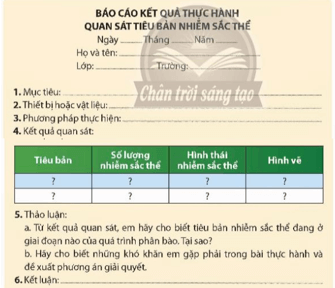 BÁO CÁO KẾT QUẢ THỰC HÀNH
QUAN SÁT TIÊU BẢN NHIỄM SẮC THỂ
Ngày ........ Tháng ........ Năm ........
Họ và tên: ........
Lớp: ........ Trường: ........
Chân trời sáng tạo
1. Mục tiêu: ........
2. Thiết bị hoặc vật liệu: ........
3. Phương pháp thực hiện: ........
4. Kết quả quan sát:
Tiêu bản Số lượng nhiễm sắc thể Hình thái nhiễm sắc thể Hình vẽ
? ? ? ?
? ? ? ?
5. Thảo luận:
a. Từ kết quả quan sát, em hãy cho biết tiêu bản nhiễm sắc thể đang ở
giai đoạn nào của quá trình phân bào. Tại sao?
b. Hãy cho biết những khó khăn em gặp phải trong bài thực hành và
đề xuất phương án giải quyết.
6. Kết luận: ........